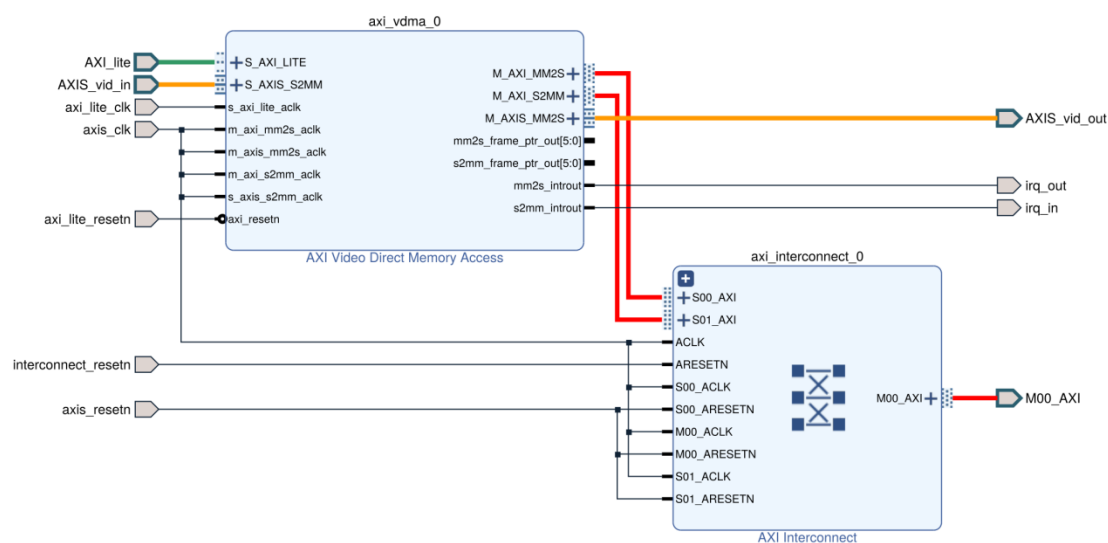 axi_vdma_0
AXI_lite
AXIS_vid_in
axi_lite_clk
axis_clk
axi_lite_resetn
S_AXI_LITE
S_AXIS_S2MM
s_axi_lite_aclk
m_axi_mm2s_aclk
m_axis_mm2s_aclk
m_axi_s2mm_aclk
s_axis_s2mm_aclk
axi_resetn
M_AXI_MM2S
M_AXI_S2MM
M_AXIS_MM2S
mm2s_frame_ptr_out[5:0]
s2mm_frame_ptr_out[5:0]
mm2s_introut
s2mm_introut
AXI Video Direct Memory Access
AXIS_vid_out
irq_out
irq_in
axi_interconnect_0
interconnect_resetn
axis_resetn
S00_AXI
S01_AXI
ACLK
ARESETN
S00_ACLK
S00_ARESETN
M00_ACLK
M00_ARESETN
S01_ACLK
S01_ARESETN
M00_AXI
M00_AXI
AXI Interconnect